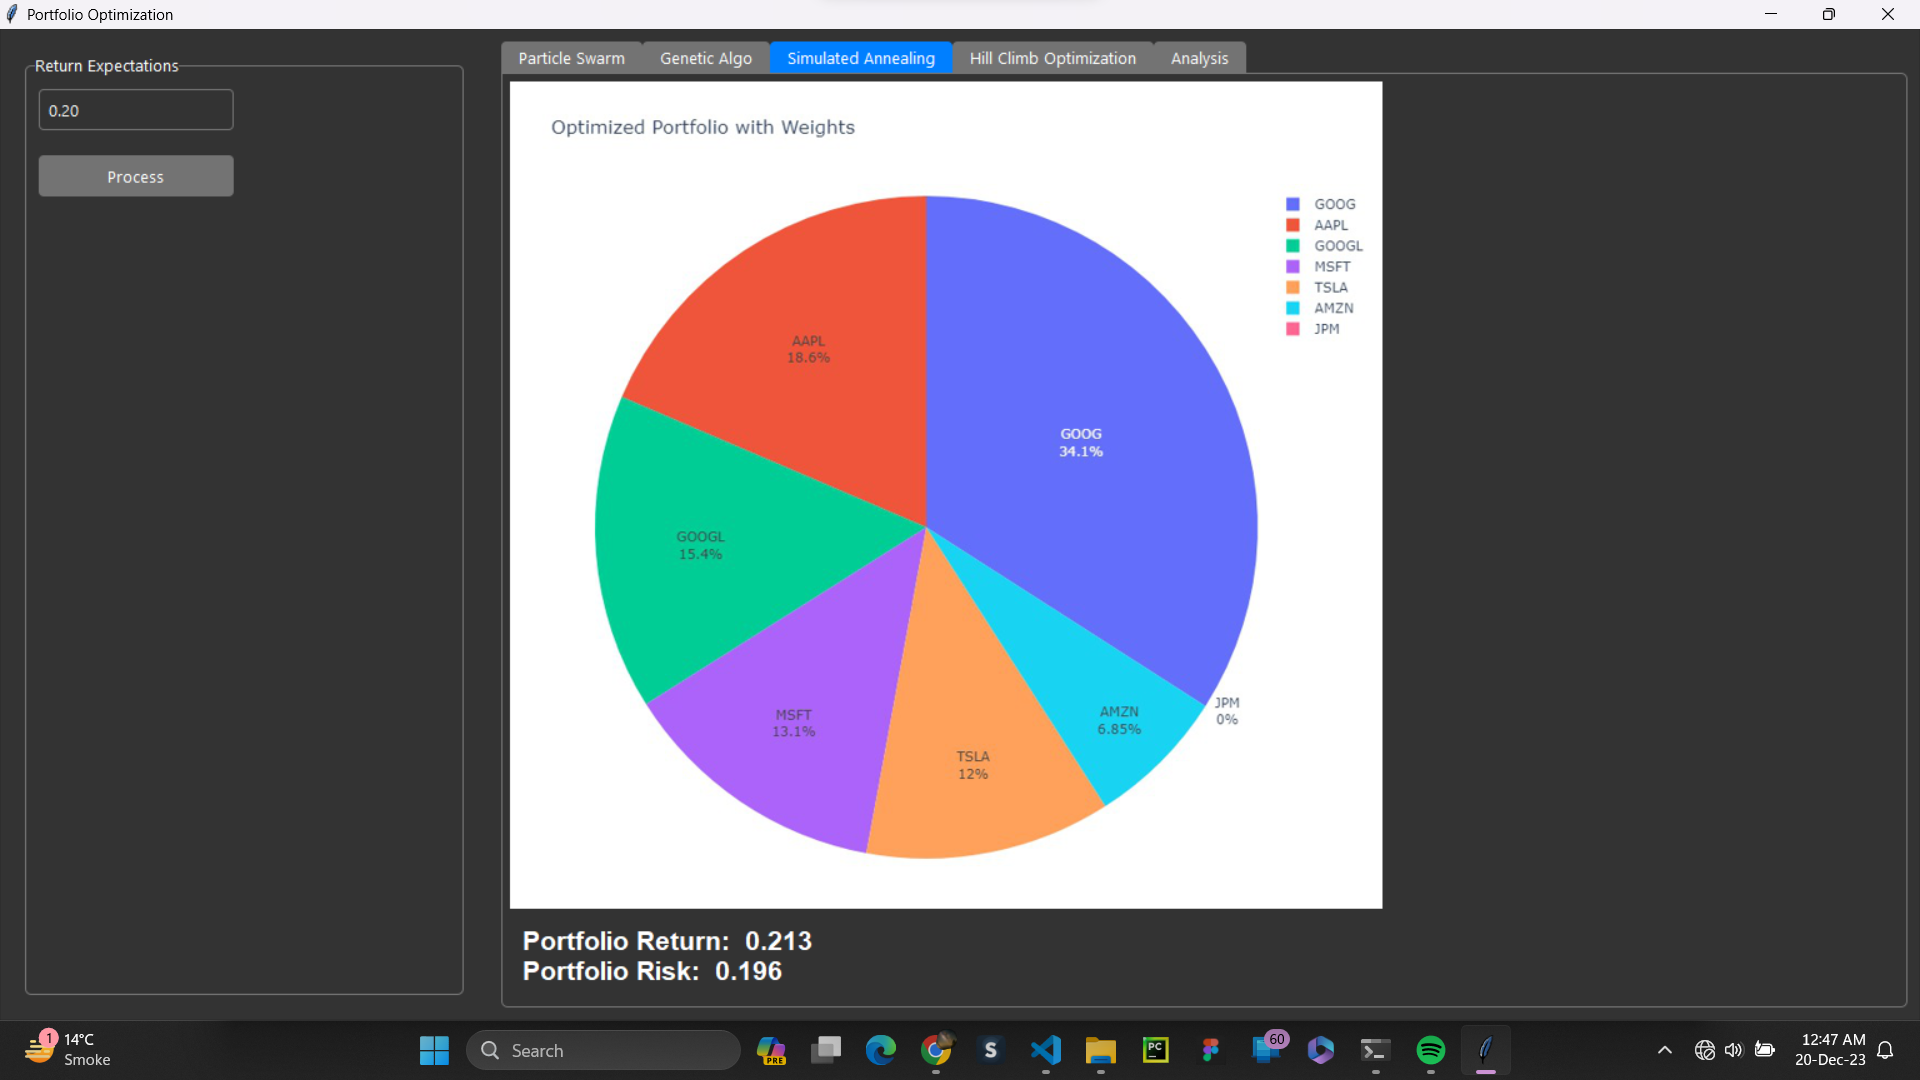 Portfolio Optimization
Return Expectations
0.20
Process
Particle Swarm
Genetic Algo
Simulated Annealing
Hill Climb Optimization
Analysis
Optimized Portfolio with Weights
GOOG
AAPL
GOOGL
MSFT
TSLA
AMZN
JPM
AAPL
18.6%
GOOG
34.1%
GOOGL
15.4%
MSFT
13.1%
TSLA
12%
AMZN
6.85%
JPM
0%
Portfolio Return: 0.213
Portfolio Risk: 0.196
1
14°C
Smoke
Search
PRE
S
PC
60
12:47 AM
20-Dec-23